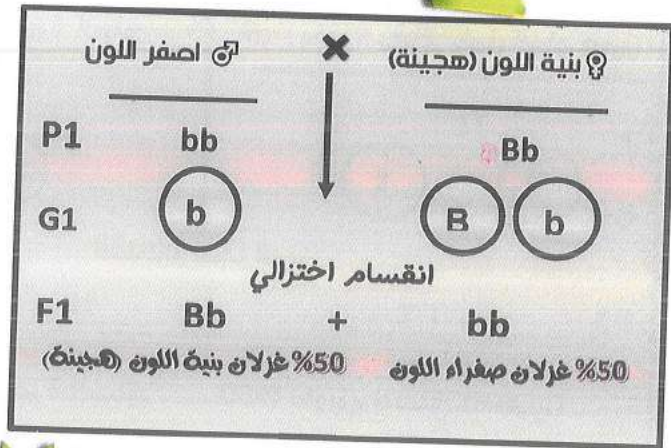 ♀ بنية اللون (هجينة) × ♂ اصفر اللون
P1 bb Bb
G1 b B b
انقسام اختزالي
F1 Bb + bb
50% غزلان بنية اللون (هجينة) 50% غزلان صفراء اللون